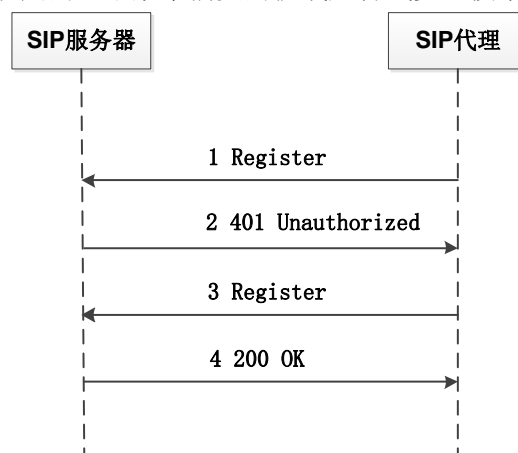 SIP服务器
SIP代理
1 Register
2 401 Unauthorized
3 Register
4 200 OK